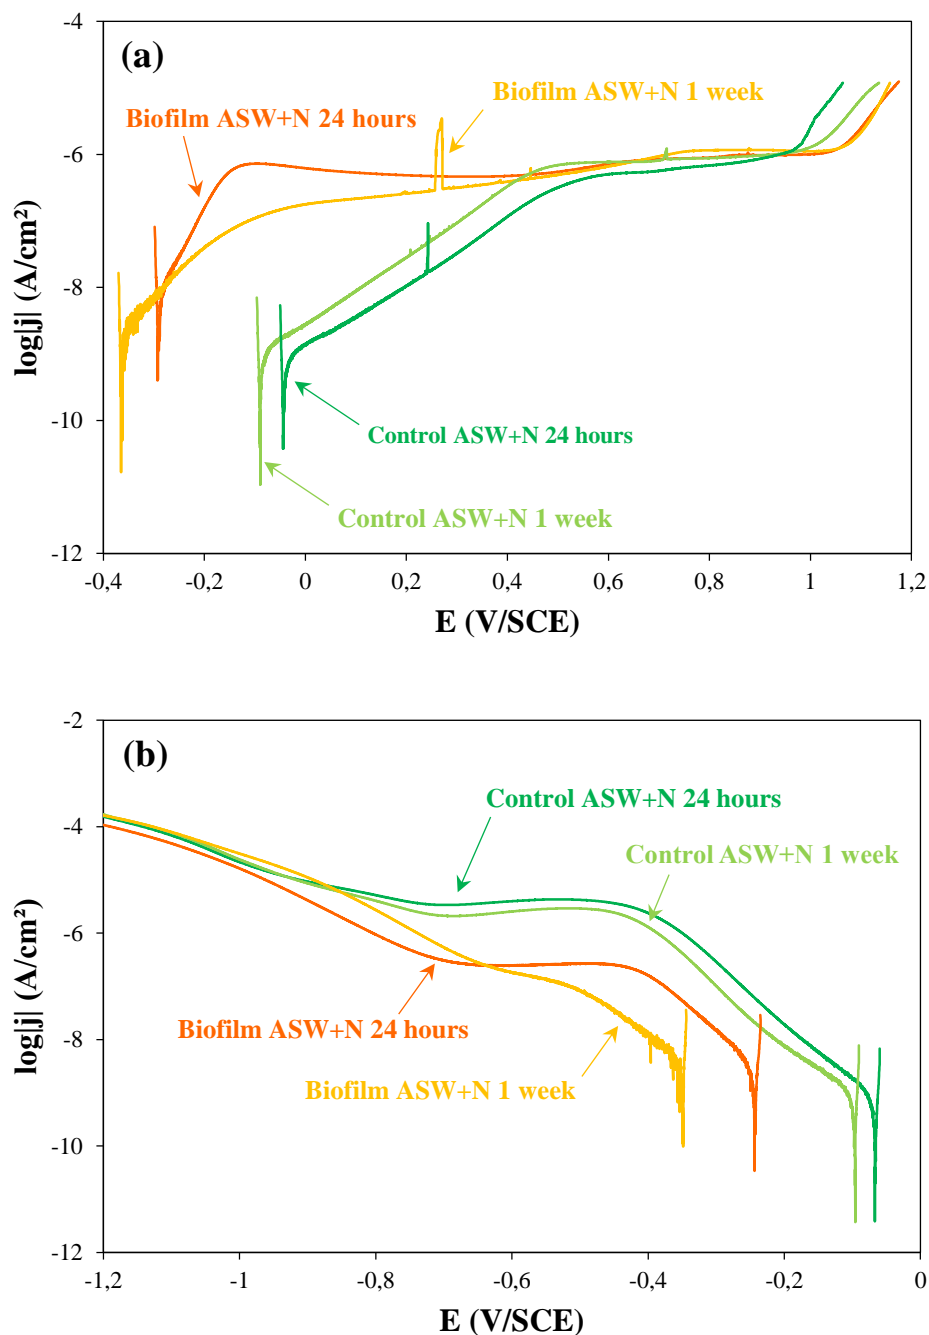 -4
(a)
Biofilm ASW+N 1 week
Biofilm ASW+N 24 hours
-6
log|j| (A/cm²)
-8
-10
Control ASW+N 24 hours
Control ASW+N 1 week
-12
-0,4 -0,2 0 0,2 0,4 0,6 0,8 1 1,2
E (V/SCE)
-2
(b)
Control ASW+N 24 hours
-4
Control ASW+N 1 week
-6
log|j| (A/cm²)
Biofilm ASW+N 24 hours
-8
Biofilm ASW+N 1 week
-10
-12
-1,2 -1 -0,8 -0,6 -0,4 -0,2 0
E (V/SCE)